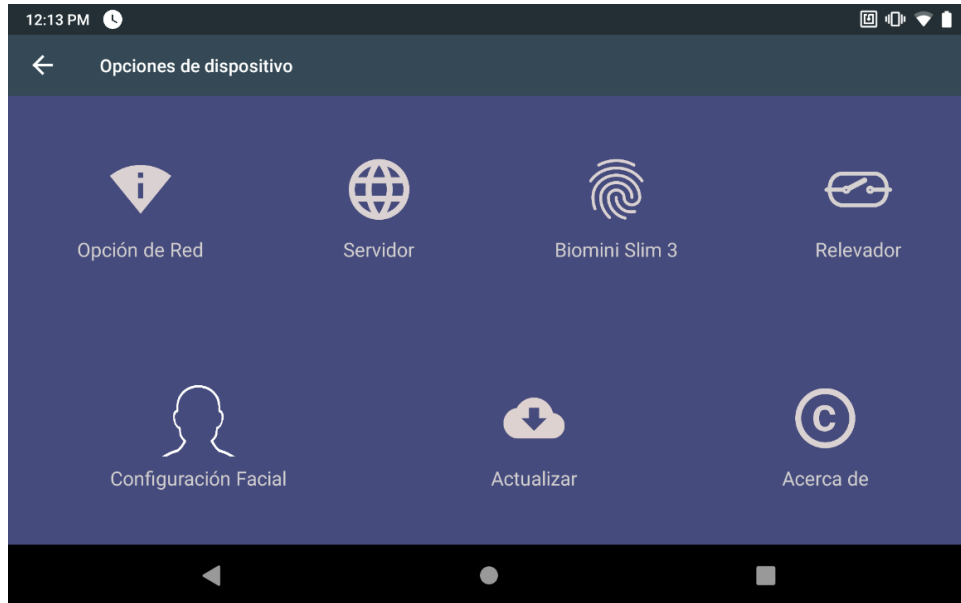 12:13 PM
Opciones de dispositivo
Opción de Red
Servidor
Biomini Slim 3
Relevador
Configuración Facial
Actualizar
Acerca de